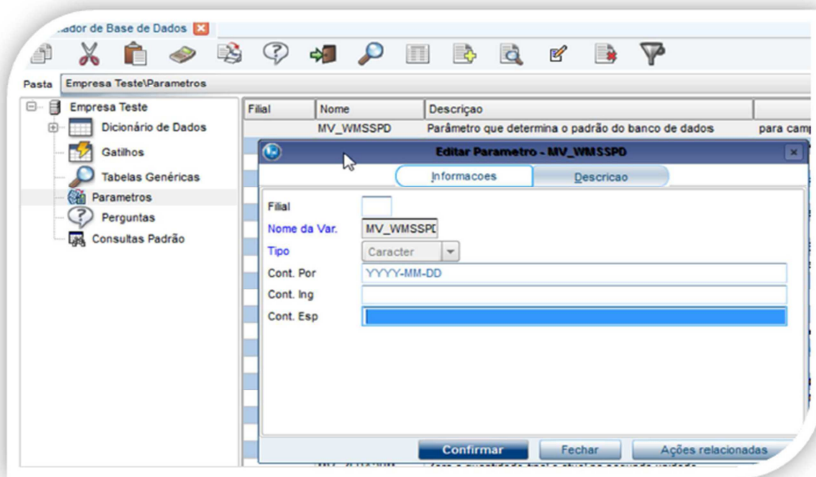 ador de Base de Dados
Pasta Empresa Teste\Parametros
Empresa Teste
Dicionário de Dados
Gatilhos
Tabelas Genéricas
Parametros
Perguntas
Consultas Padrão
Filial Nome Descriçao
MV_WMSSPD Parâmetro que determina o padrão do banco de dados para cam
Editar Parametro - MV_WMSSPD
Informacoes Descricao
Filial
Nome da Var. MV_WMSSPD
Tipo Caracter
Cont. Por YYYY-MM-DD
Cont. Ing
Cont. Esp
Confirmar Fechar Ações relacionadas